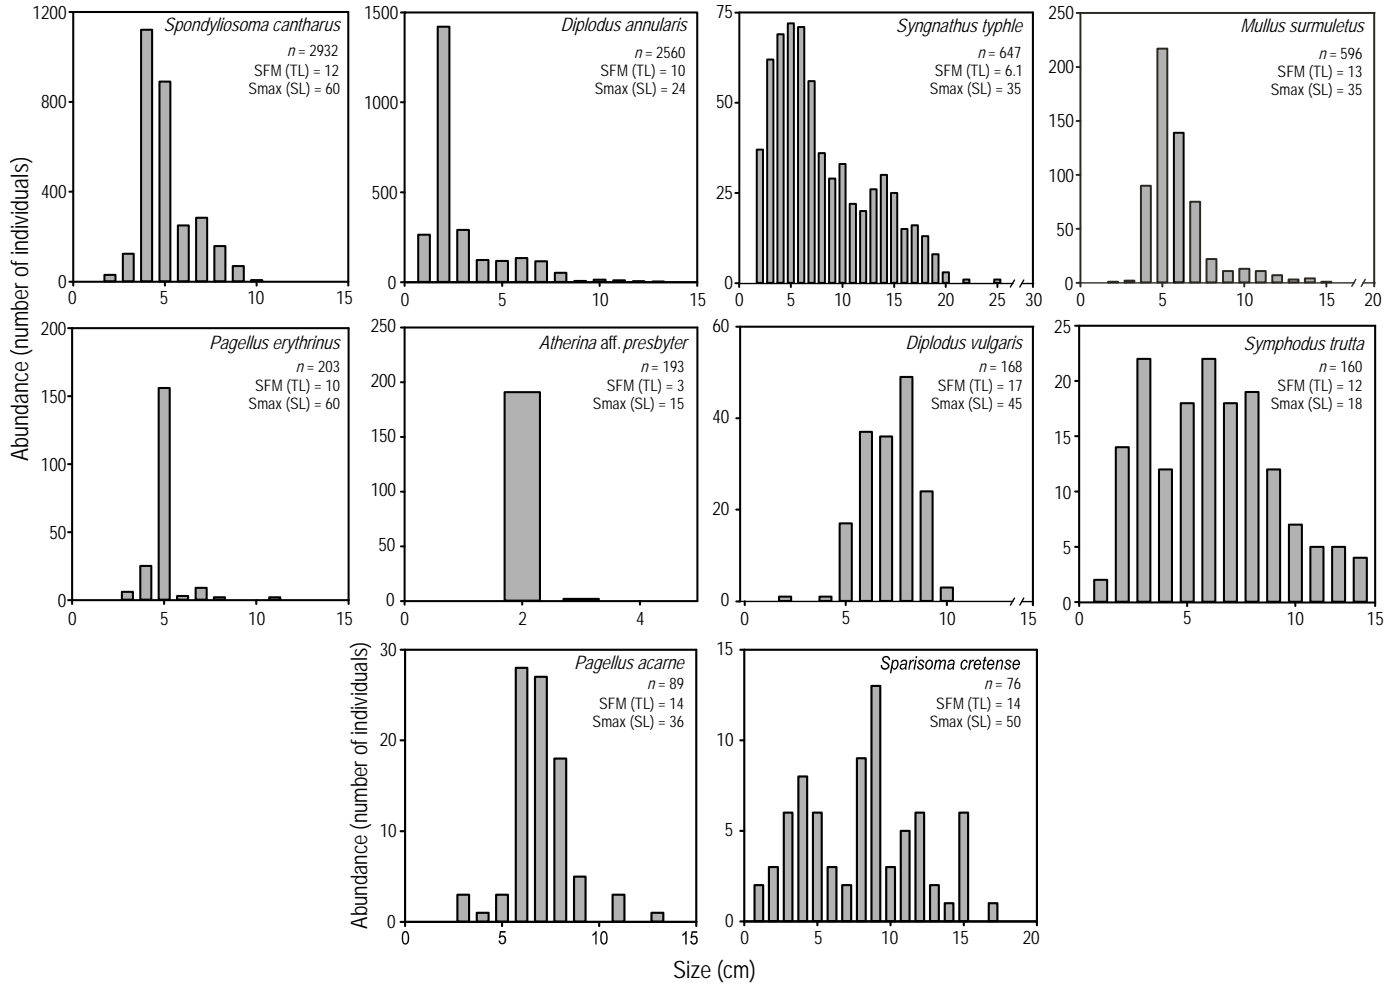 Abundance (number of individuals)
Spondyliosoma cantharus
n = 2932
SFM (TL) = 12
Smax (SL) = 60
1200
800
400
0
0 5 10 15
Diplodus annularis
n = 2560
SFM (TL) = 10
Smax (SL) = 24
1500
1000
500
0
0 5 10 15
Syngnathus typhle
n = 647
SFM (TL) = 6.1
Smax (SL) = 35
75
50
25
0
0 5 10 15 20 25 30
Mullus surmuletus
n = 596
SFM (TL) = 13
Smax (SL) = 35
250
200
150
100
50
0
0 5 10 15 20
Pagellus erythrinus
n = 203
SFM (TL) = 10
Smax (SL) = 60
200
150
100
50
0
0 5 10 15
Atherina aff. presbyter
n = 193
SFM (TL) = 3
Smax (SL) = 15
250
200
150
100
50
0
0 2 4
Diplodus vulgaris
n = 168
SFM (TL) = 17
Smax (SL) = 45
60
40
20
0
0 5 10 15
Symphodus trutta
n = 160
SFM (TL) = 12
Smax (SL) = 18
25
20
15
10
5
0
0 5 10 15
Abundance (number of individuals)
Pagellus acarne
n = 89
SFM (TL) = 14
Smax (SL) = 36
30
20
10
0
0 5 10 15
Sparisoma cretense
n = 76
SFM (TL) = 14
Smax (SL) = 50
15
10
5
0
0 5 10 15 20
Size (cm)